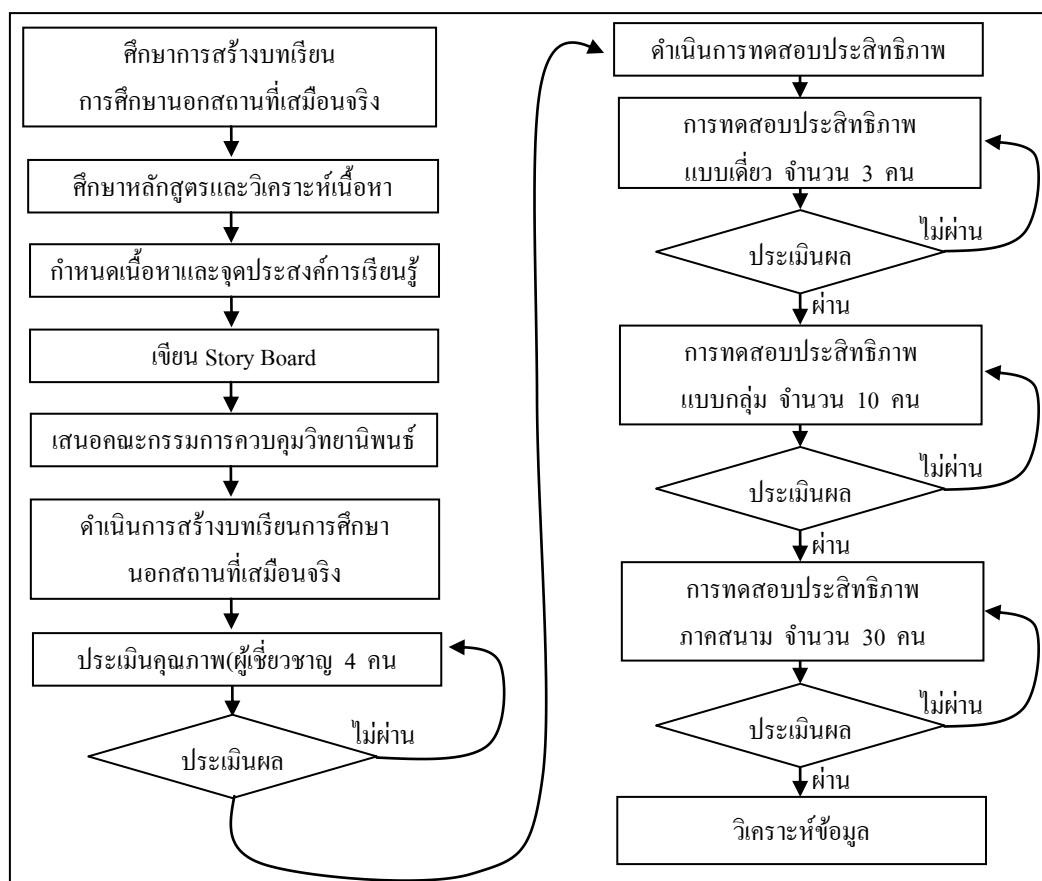 ศึกษาการสร้างบทเรียน
การศึกษานอกสถานที่เสมือนจริง
ศึกษาหลักสูตรและวิเคราะห์เนื้อหา
กำหนดเนื้อหาและจุดประสงค์การเรียนรู้
เขียน Story Board
เสนอคณะกรรมการควบคุมวิทยานิพนธ์
ดำเนินการสร้างบทเรียนการศึกษา
นอกสถานที่เสมือนจริง
ประเมินคุณภาพ(ผู้เชี่ยวชาญ 4 คน
ไม่ผ่าน
ประเมินผล
ดำเนินการทดสอบประสิทธิภาพ
การทดสอบประสิทธิภาพ
แบบเดี่ยว จำนวน 3 คน
ไม่ผ่าน
ประเมินผล
ผ่าน
การทดสอบประสิทธิภาพ
แบบกลุ่ม จำนวน 10 คน
ไม่ผ่าน
ประเมินผล
ผ่าน
การทดสอบประสิทธิภาพ
ภาคสนาม จำนวน 30 คน
ไม่ผ่าน
ประเมินผล
ผ่าน
วิเคราะห์ข้อมูล